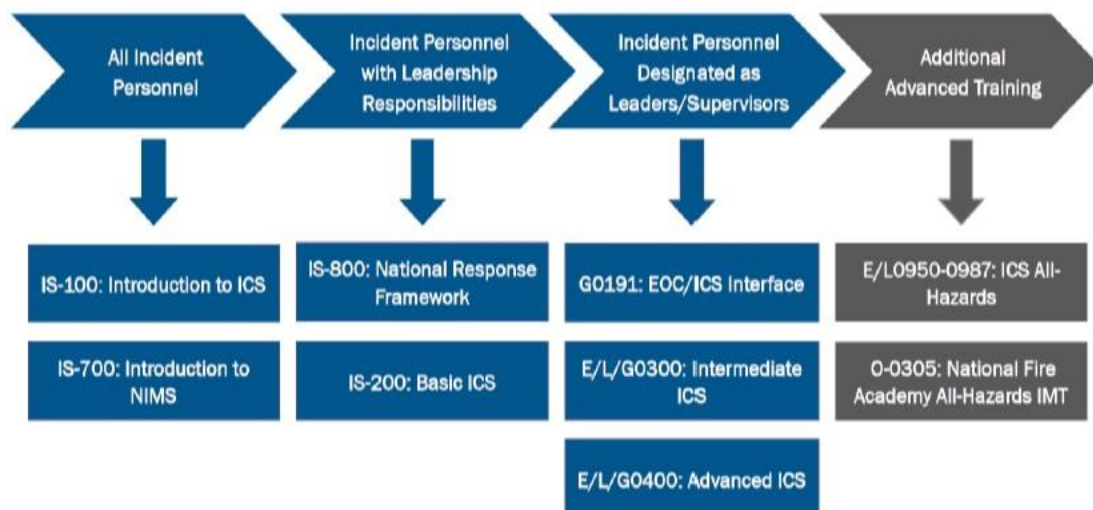 All Incident
Personnel
Incident Personnel
with Leadership
Responsibilities
Incident Personnel
Designated as
Leaders/Supervisors
Additional
Advanced Training
IS-100: Introduction to ICS
IS-700: Introduction to
NIMS
IS-800: National Response
Framework
IS-200: Basic ICS
G0191: EOC/ICS Interface
E/L/G0300: Intermediate
ICS
E/L/G0400: Advanced ICS
E/L0950-0987: ICS All-
Hazards
O-0305: National Fire
Academy All-Hazards IMT